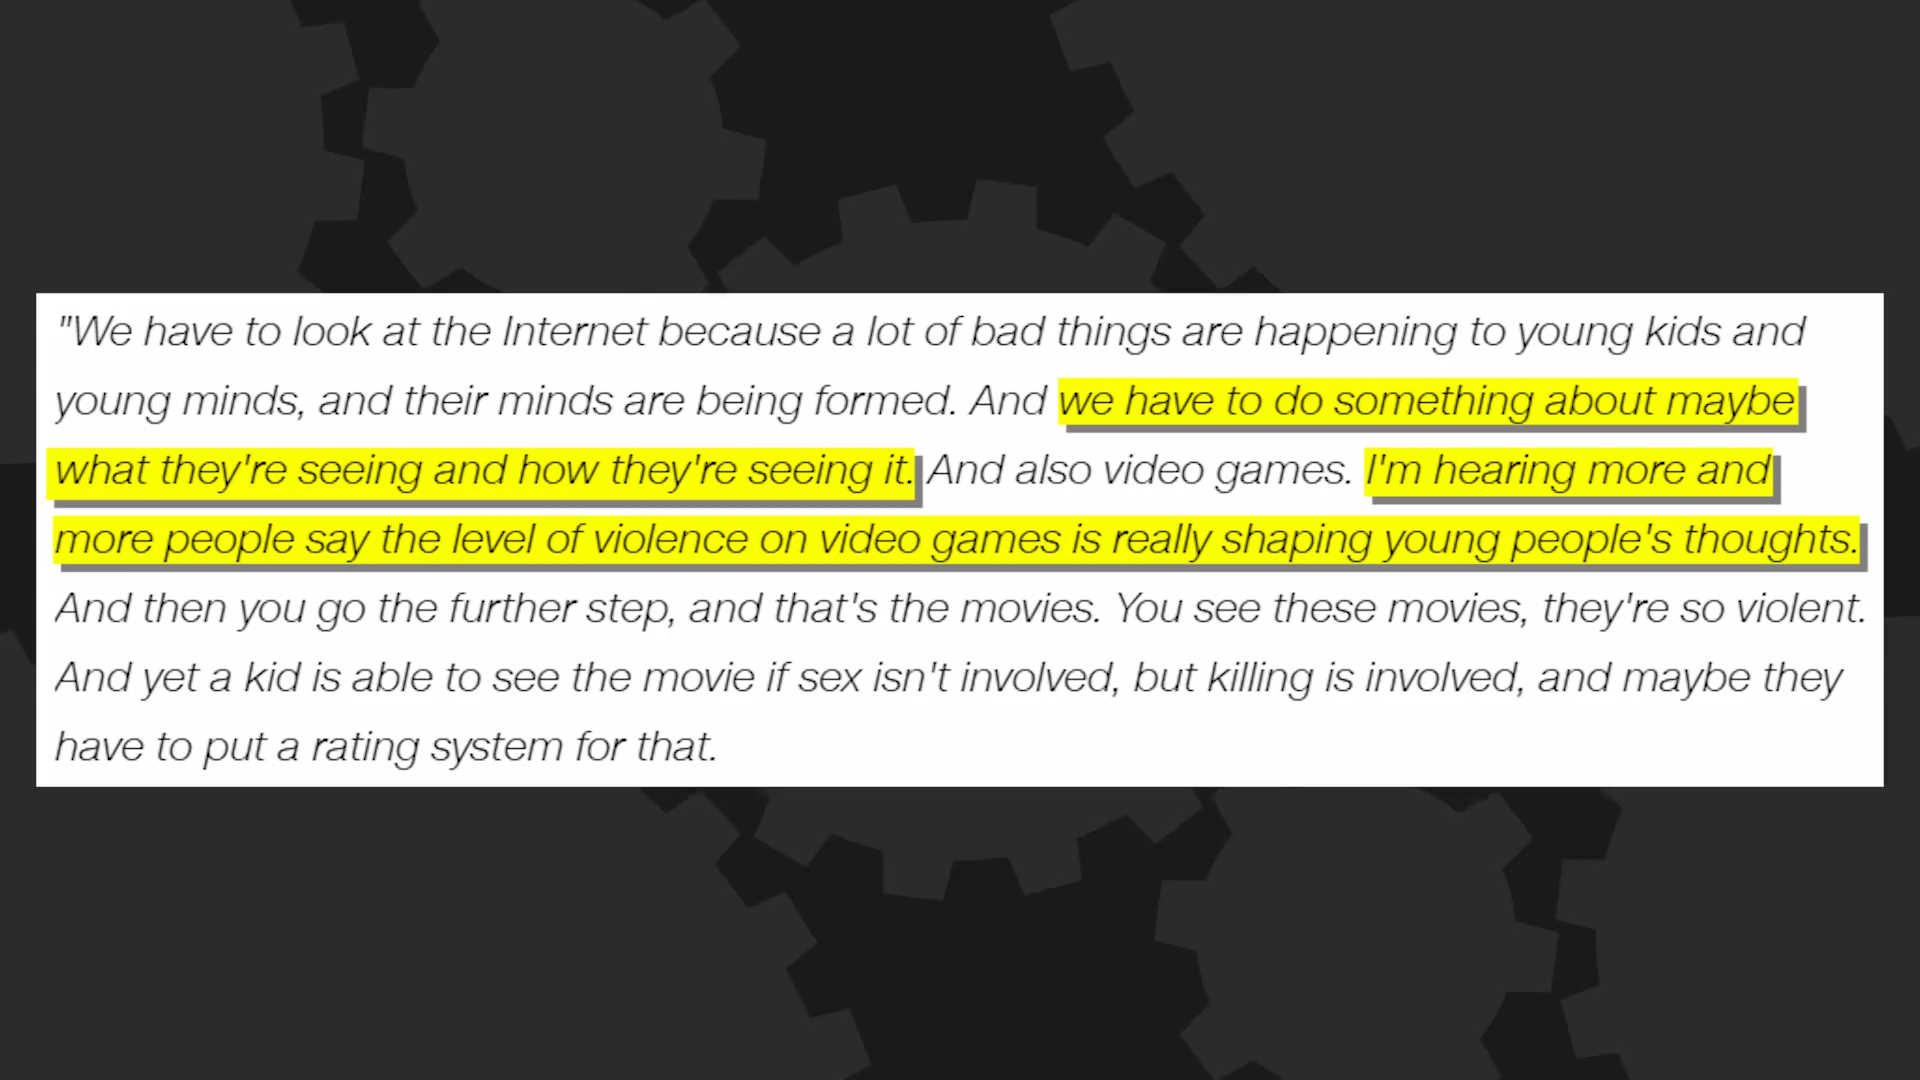 "We have to look at the Internet because a lot of bad things are happening to young kids and
young minds, and their minds are being formed. And we have to do something about maybe
what they're seeing and how they're seeing it. And also video games. I'm hearing more and
more people say the level of violence on video games is really shaping young people's thoughts.
And then you go the further step, and that's the movies. You see these movies, they're so violent.
And yet a kid is able to see the movie if sex isn't involved, but killing is involved, and maybe they
have to put a rating system for that.